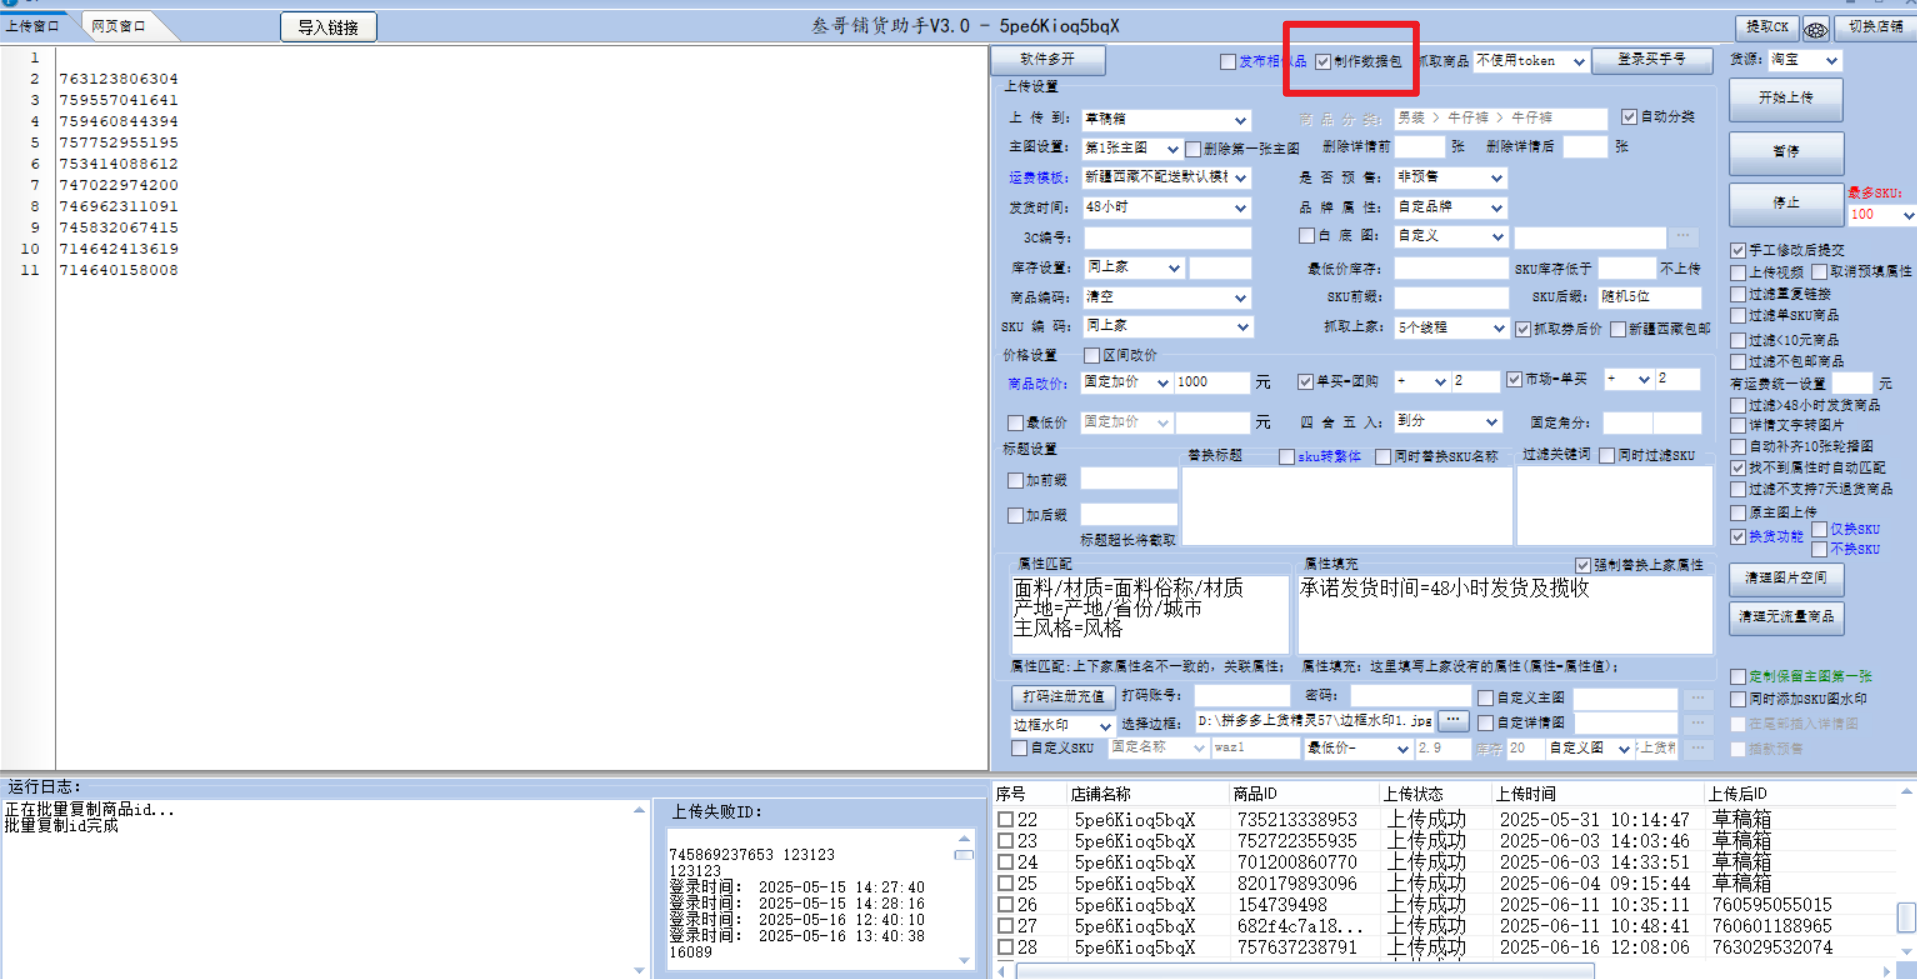 上传窗口 网页窗口 导入链接 叁哥铺货助手V3.0 - 5pe6Kioq5bqX 提取CK 切换店铺
1
2 763123806304
3 759557041641
4 759460844394
5 757752955195
6 753414088612
7 747022974200
8 746962311091
9 745832067415
10 714642413619
11 714640158008
软件多开 发布相似品 制作数据包 抓取商品 不使用token 登录买手号 货源: 淘宝
上传设置
上 传 到: 草稿箱 商 品 分 类: 男装 > 牛仔裤 > 牛仔裤 自动分类
主图设置: 第1张主图 删除第一张主图 删除详情前 张 删除详情后 张
运费模板: 新疆西藏不配送默认模 是 否 预 售: 非预售
发货时间: 48小时 品 牌 属 性: 自定品牌
3C编号: 白 底 图: 自定义 ...
库存设置: 同上家 最低价库存: SKU库存低于 不上传
商品编码: 清空 SKU前缀: SKU后缀: 随机5位
SKU 编 码: 同上家 抓取上家: 5个线程 抓取券后价 新疆西藏包邮
价格设置 区间改价
商品改价: 固定加价 1000 元 单买-团购 + 2 市场-单买 + 2
最低价 固定加价 元 四 舍 五 入: 到分 固定角分:
标题设置 替换标题 sku转繁体 同时替换SKU名称 过滤关键词 同时过滤SKU
加前缀
加后缀
标题超长将截取
属性匹配 属性填充 强制替换上家属性
面料/材质=面料俗称/材质
产地=产地/省份/城市
主风格=风格
承诺发货时间=48小时发货及揽收
属性匹配:上下家属性名不一致的, 关联属性; 属性填充: 这里填写上家没有的属性(属性=属性值);
打码注册充值 打码账号: 密码: 自定义主图 ...
边框水印 选择边框: D:\拼多多上货精灵57\边框水印1.jpg ... 自定详情图 ...
自定义SKU 固定名称 waz1 最低价- 2.9 库存 20 自定义图 上货 ...
开始上传
暂停
停止 最多SKU:
100
手工修改后提交
上传视频 取消预填属性
过滤重复链接
过滤单SKU商品
过滤<10元商品
过滤不包邮商品
有运费统一设置 元
过滤>48小时发货商品
详情文字转图片
自动补齐10张轮播图
找不到属性时自动匹配
过滤不支持7天退货商品
原主图上传
换货功能 仅换SKU
不换SKU
清理图片空间
清理无流量商品
定制保留主图第一张
同时添加SKU图水印
在尾部插入详情图
插款预售
运行日志:
正在批量复制商品id...
批量复制id完成
上传失败ID:
745869237653 123123
123123
登录时间: 2025-05-15 14:27:40
登录时间: 2025-05-15 14:28:16
登录时间: 2025-05-16 12:40:10
登录时间: 2025-05-16 13:40:38
16089
序号 店铺名称 商品ID 上传状态 上传时间 上传后ID
22 5pe6Kioq5bqX 735213338953 上传成功 2025-05-31 10:14:47 草稿箱
23 5pe6Kioq5bqX 752722355935 上传成功 2025-06-03 14:03:46 草稿箱
24 5pe6Kioq5bqX 701200860770 上传成功 2025-06-03 14:33:51 草稿箱
25 5pe6Kioq5bqX 820179893096 上传成功 2025-06-04 09:15:44 草稿箱
26 5pe6Kioq5bqX 154739498 上传成功 2025-06-11 10:35:11 760595055015
27 5pe6Kioq5bqX 682f4c7a18... 上传成功 2025-06-11 10:48:41 760601188965
28 5pe6Kioq5bqX 757637238791 上传成功 2025-06-16 12:08:06 763029532074